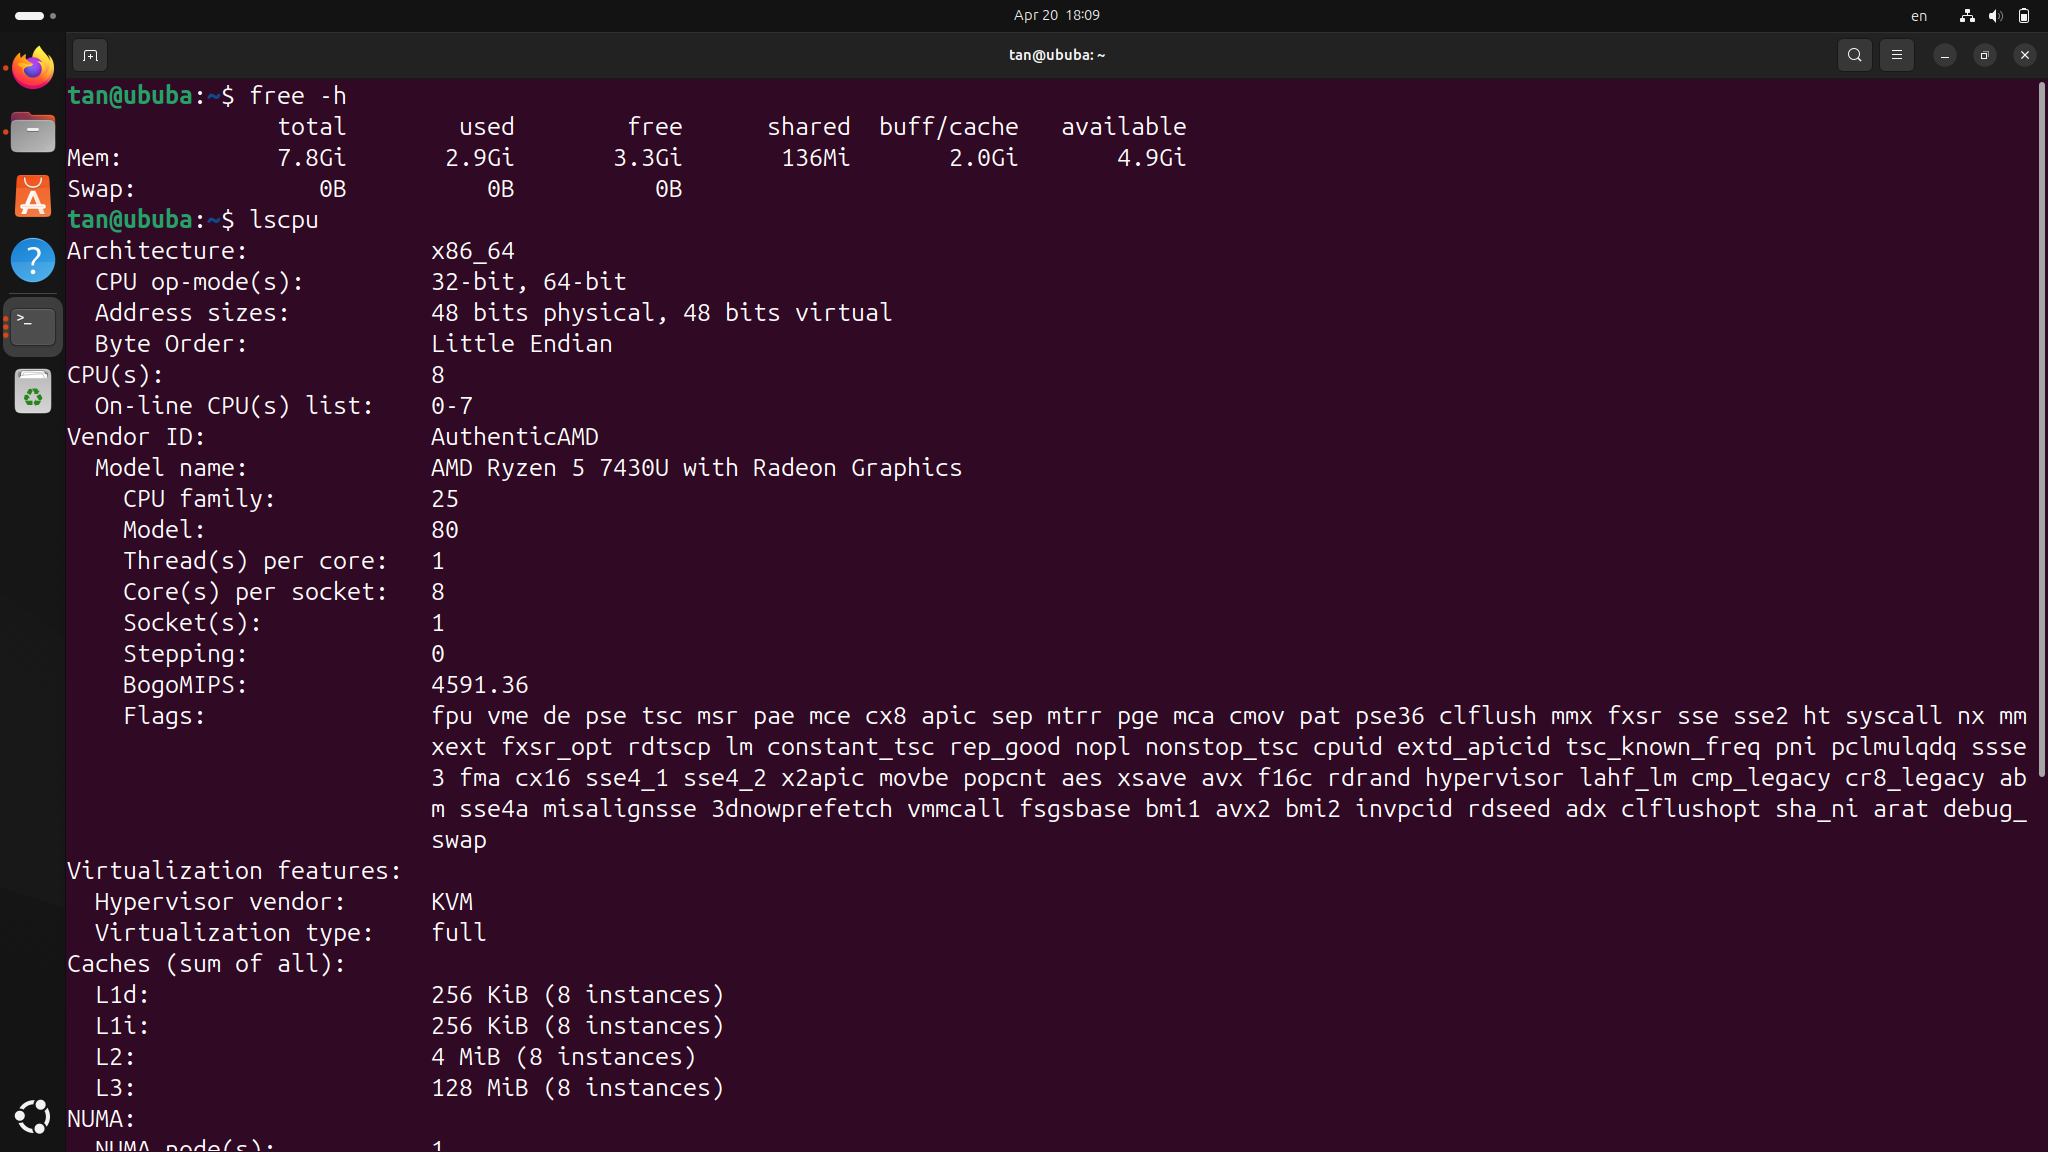 Apr 20 18:09
en
tan@ububa: ~
tan@ububa:~$ free -h
total used free shared buff/cache available
Mem: 7.8Gi 2.9Gi 3.3Gi 136Mi 2.0Gi 4.9Gi
Swap: 0B 0B 0B
tan@ububa:~$ lscpu
Architecture: x86_64
CPU op-mode(s): 32-bit, 64-bit
Address sizes: 48 bits physical, 48 bits virtual
Byte Order: Little Endian
CPU(s): 8
On-line CPU(s) list: 0-7
Vendor ID: AuthenticAMD
Model name: AMD Ryzen 5 7430U with Radeon Graphics
CPU family: 25
Model: 80
Thread(s) per core: 1
Core(s) per socket: 8
Socket(s): 1
Stepping: 0
BogoMIPS: 4591.36
Flags: fpu vme de pse tsc msr pae mce cx8 apic sep mtrr pge mca cmov pat pse36 clflush mmx fxsr sse sse2 ht syscall nx mm
xext fxsr_opt rdtscp lm constant_tsc rep_good nopl nonstop_tsc cpuid extd_apicid tsc_known_freq pni pclmulqdq ssse
3 fma cx16 sse4_1 sse4_2 x2apic movbe popcnt aes xsave avx f16c rdrand hypervisor lahf_lm cmp_legacy cr8_legacy ab
m sse4a misalignsse 3dnowprefetch vmmcall fsgsbase bmi1 avx2 bmi2 invpcid rdseed adx clflushopt sha_ni arat debug_
swap
Virtualization features:
Hypervisor vendor: KVM
Virtualization type: full
Caches (sum of all):
L1d: 256 KiB (8 instances)
L1i: 256 KiB (8 instances)
L2: 4 MiB (8 instances)
L3: 128 MiB (8 instances)
NUMA:
NUMA node(s): 1